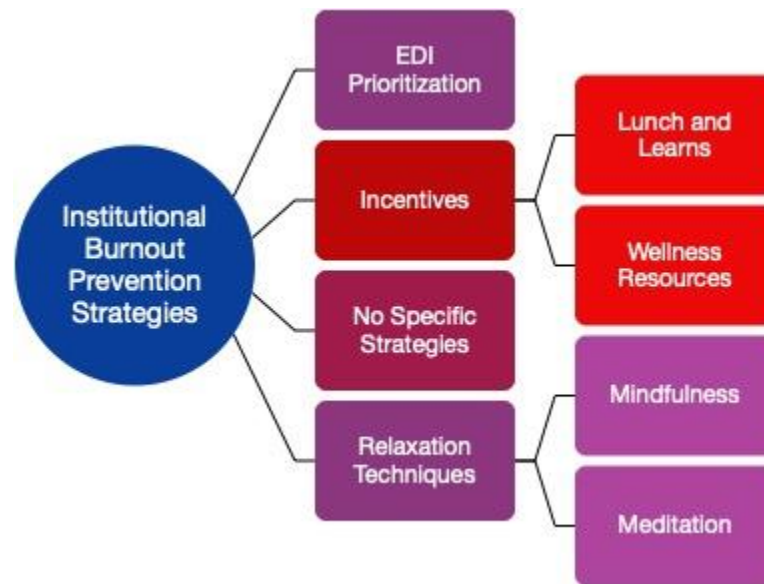 Institutional
Burnout
Prevention
Strategies
EDI
Prioritization
Incentives
Lunch and
Learns
Wellness
Resources
No Specific
Strategies
Relaxation
Techniques
Mindfulness
Meditation